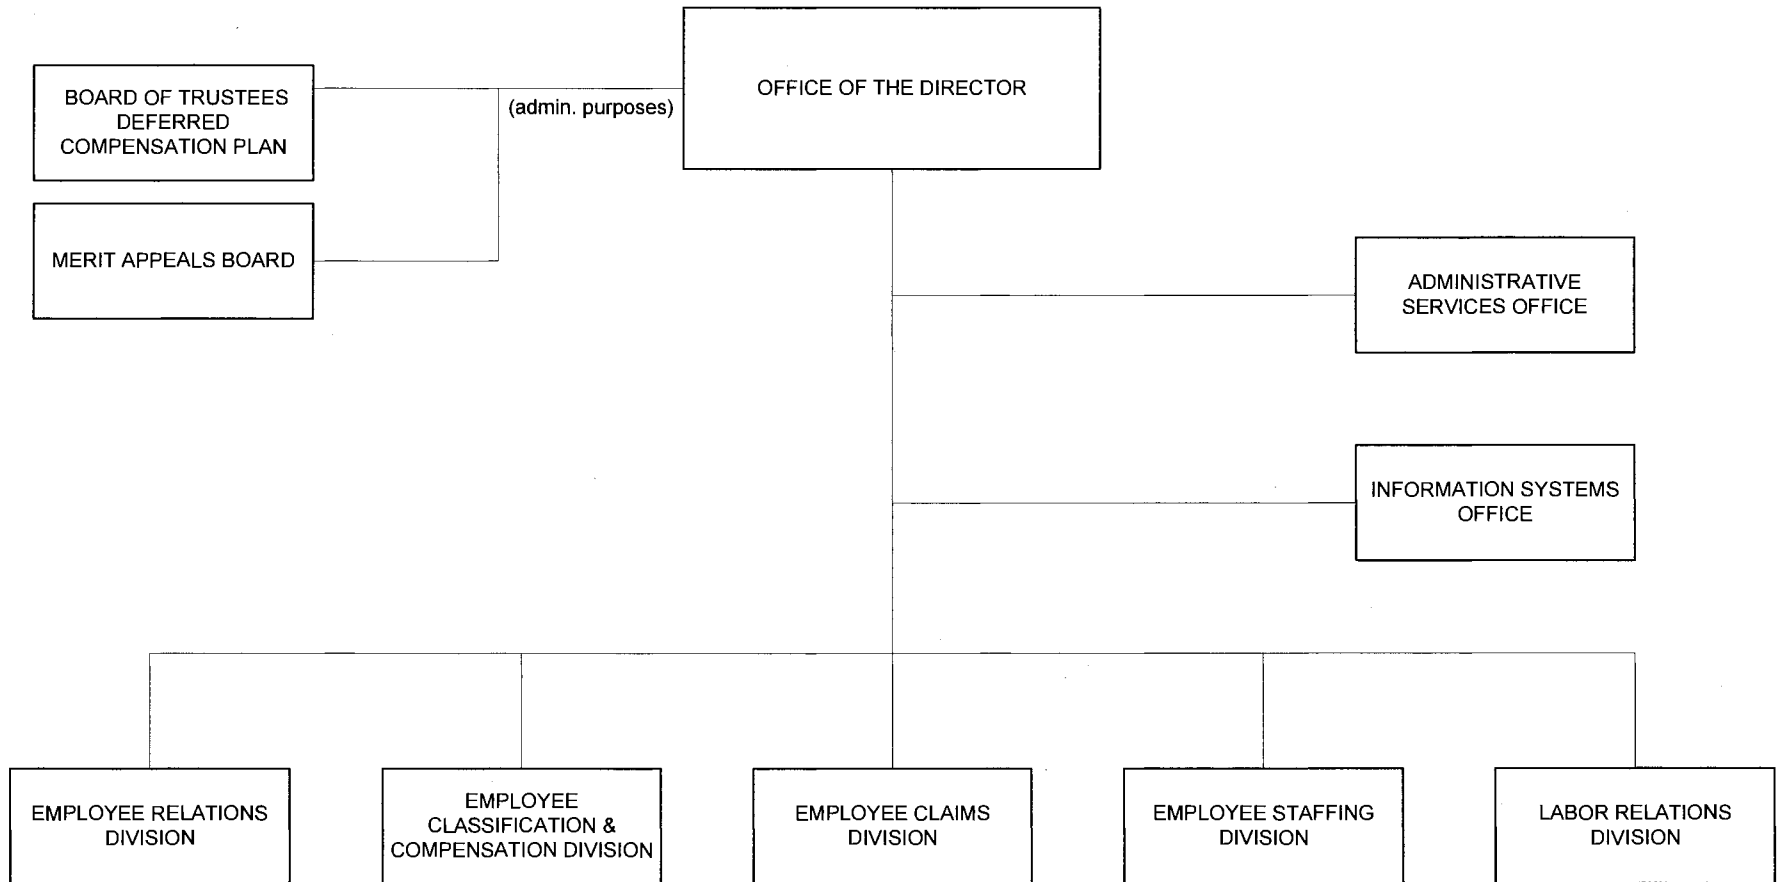 OFFICE OF THE DIRECTOR
BOARD OF TRUSTEES
DEFERRED
COMPENSATION PLAN
(admin. purposes)
MERIT APPEALS BOARD
ADMINISTRATIVE
SERVICES OFFICE
INFORMATION SYSTEMS
OFFICE
EMPLOYEE RELATIONS
DIVISION
EMPLOYEE
CLASSIFICATION &
COMPENSATION DIVISION
EMPLOYEE CLAIMS
DIVISION
EMPLOYEE STAFFING
DIVISION
LABOR RELATIONS
DIVISION